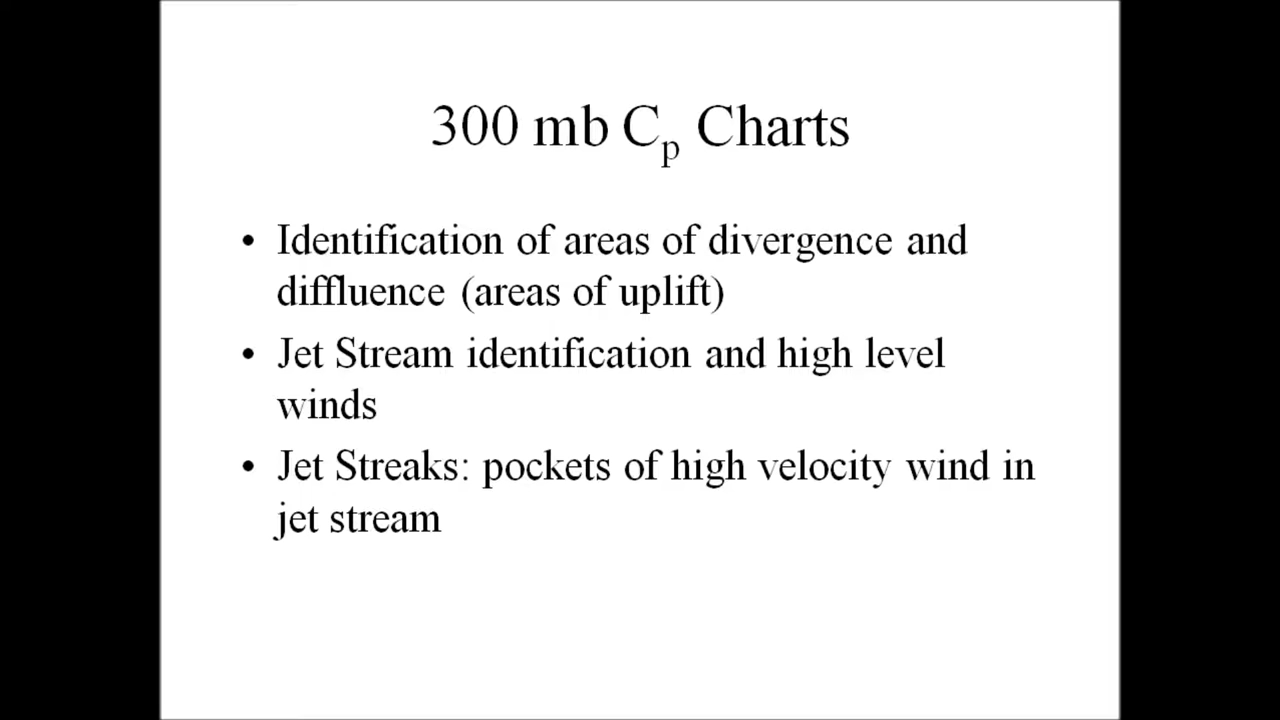 300 mb Cp Charts
• Identification of areas of divergence and
diffluence (areas of uplift)
• Jet Stream identification and high level
winds
• Jet Streaks: pockets of high velocity wind in
jet stream